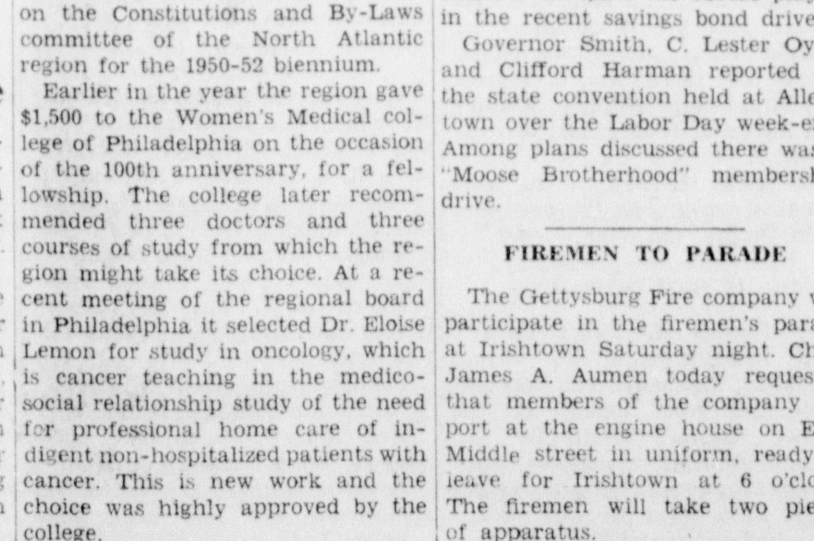 on the Constitutions and By-Laws
committee of the North Atlantic
region for the 1950-52 biennium.
Earlier in the year the region gave
$1,500 to the Women's Medical col-
lege of Philadelphia on the occasion
of the 100th anniversary, for a fel-
lowship. The college later recom-
mended three doctors and three
courses of study from which the re-
gion might take its choice. At a re-
cent meeting of the regional board
in Philadelphia it selected Dr. Eloise
Lemon for study in oncology, which
is cancer teaching in the medico-
social relationship study of the need
for professional home care of in-
digent non-hospitalized patients with
cancer. This is new work and the
choice was highly approved by the
college.
in the recent savings bond drive
Governor Smith, C. Lester Oy
and Clifford Harman reported
the state convention held at Alle
town over the Labor Day week-e
Among plans discussed there was
"Moose Brotherhood" members
drive.
FIREMEN TO PARADE
The Gettysburg Fire company
participate in the firemen's para
at Irishtown Saturday night. Ch
James A. Aumen today reques
that members of the company
port at the engine house on E
Middle street in uniform, ready
leave for Irishtown at 6 o'clo
The firemen will take two pie
of apparatus.